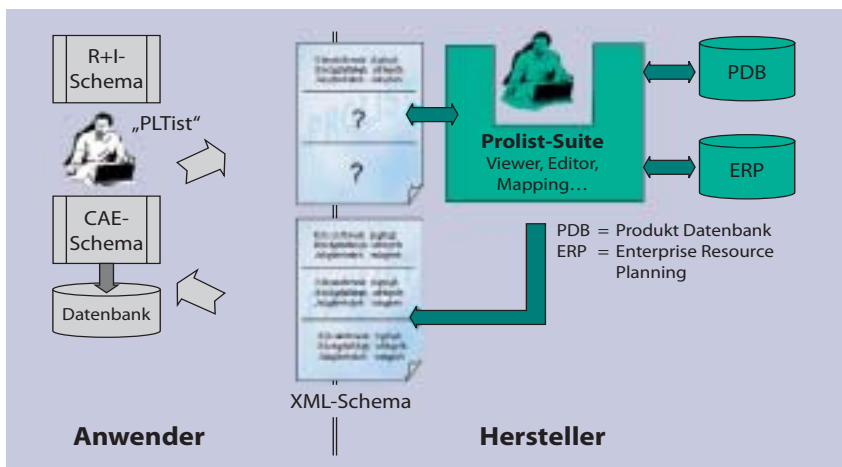 R+I-
Schema
„PLTist“
CAE-
Schema
Datenbank
?
?
XML-Schema
Prolist-Suite
Viewer, Editor,
Mapping…
PDB
ERP
PDB = Produkt Datenbank
ERP = Enterprise Resource
Planning
Anwender
Hersteller